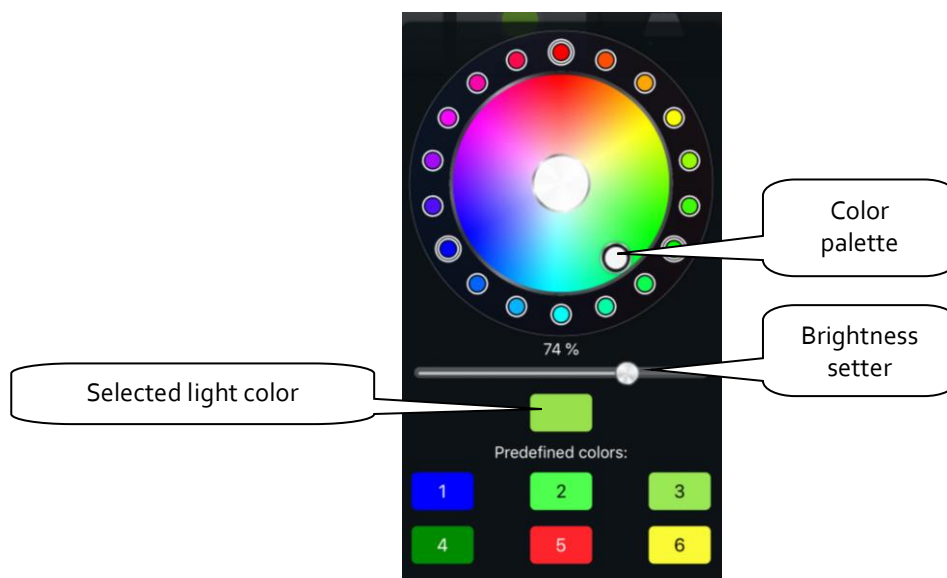 Color
palette
74 %
Brightness
setter
Selected light color
Predefined colors:
1 2 3
4 5 6